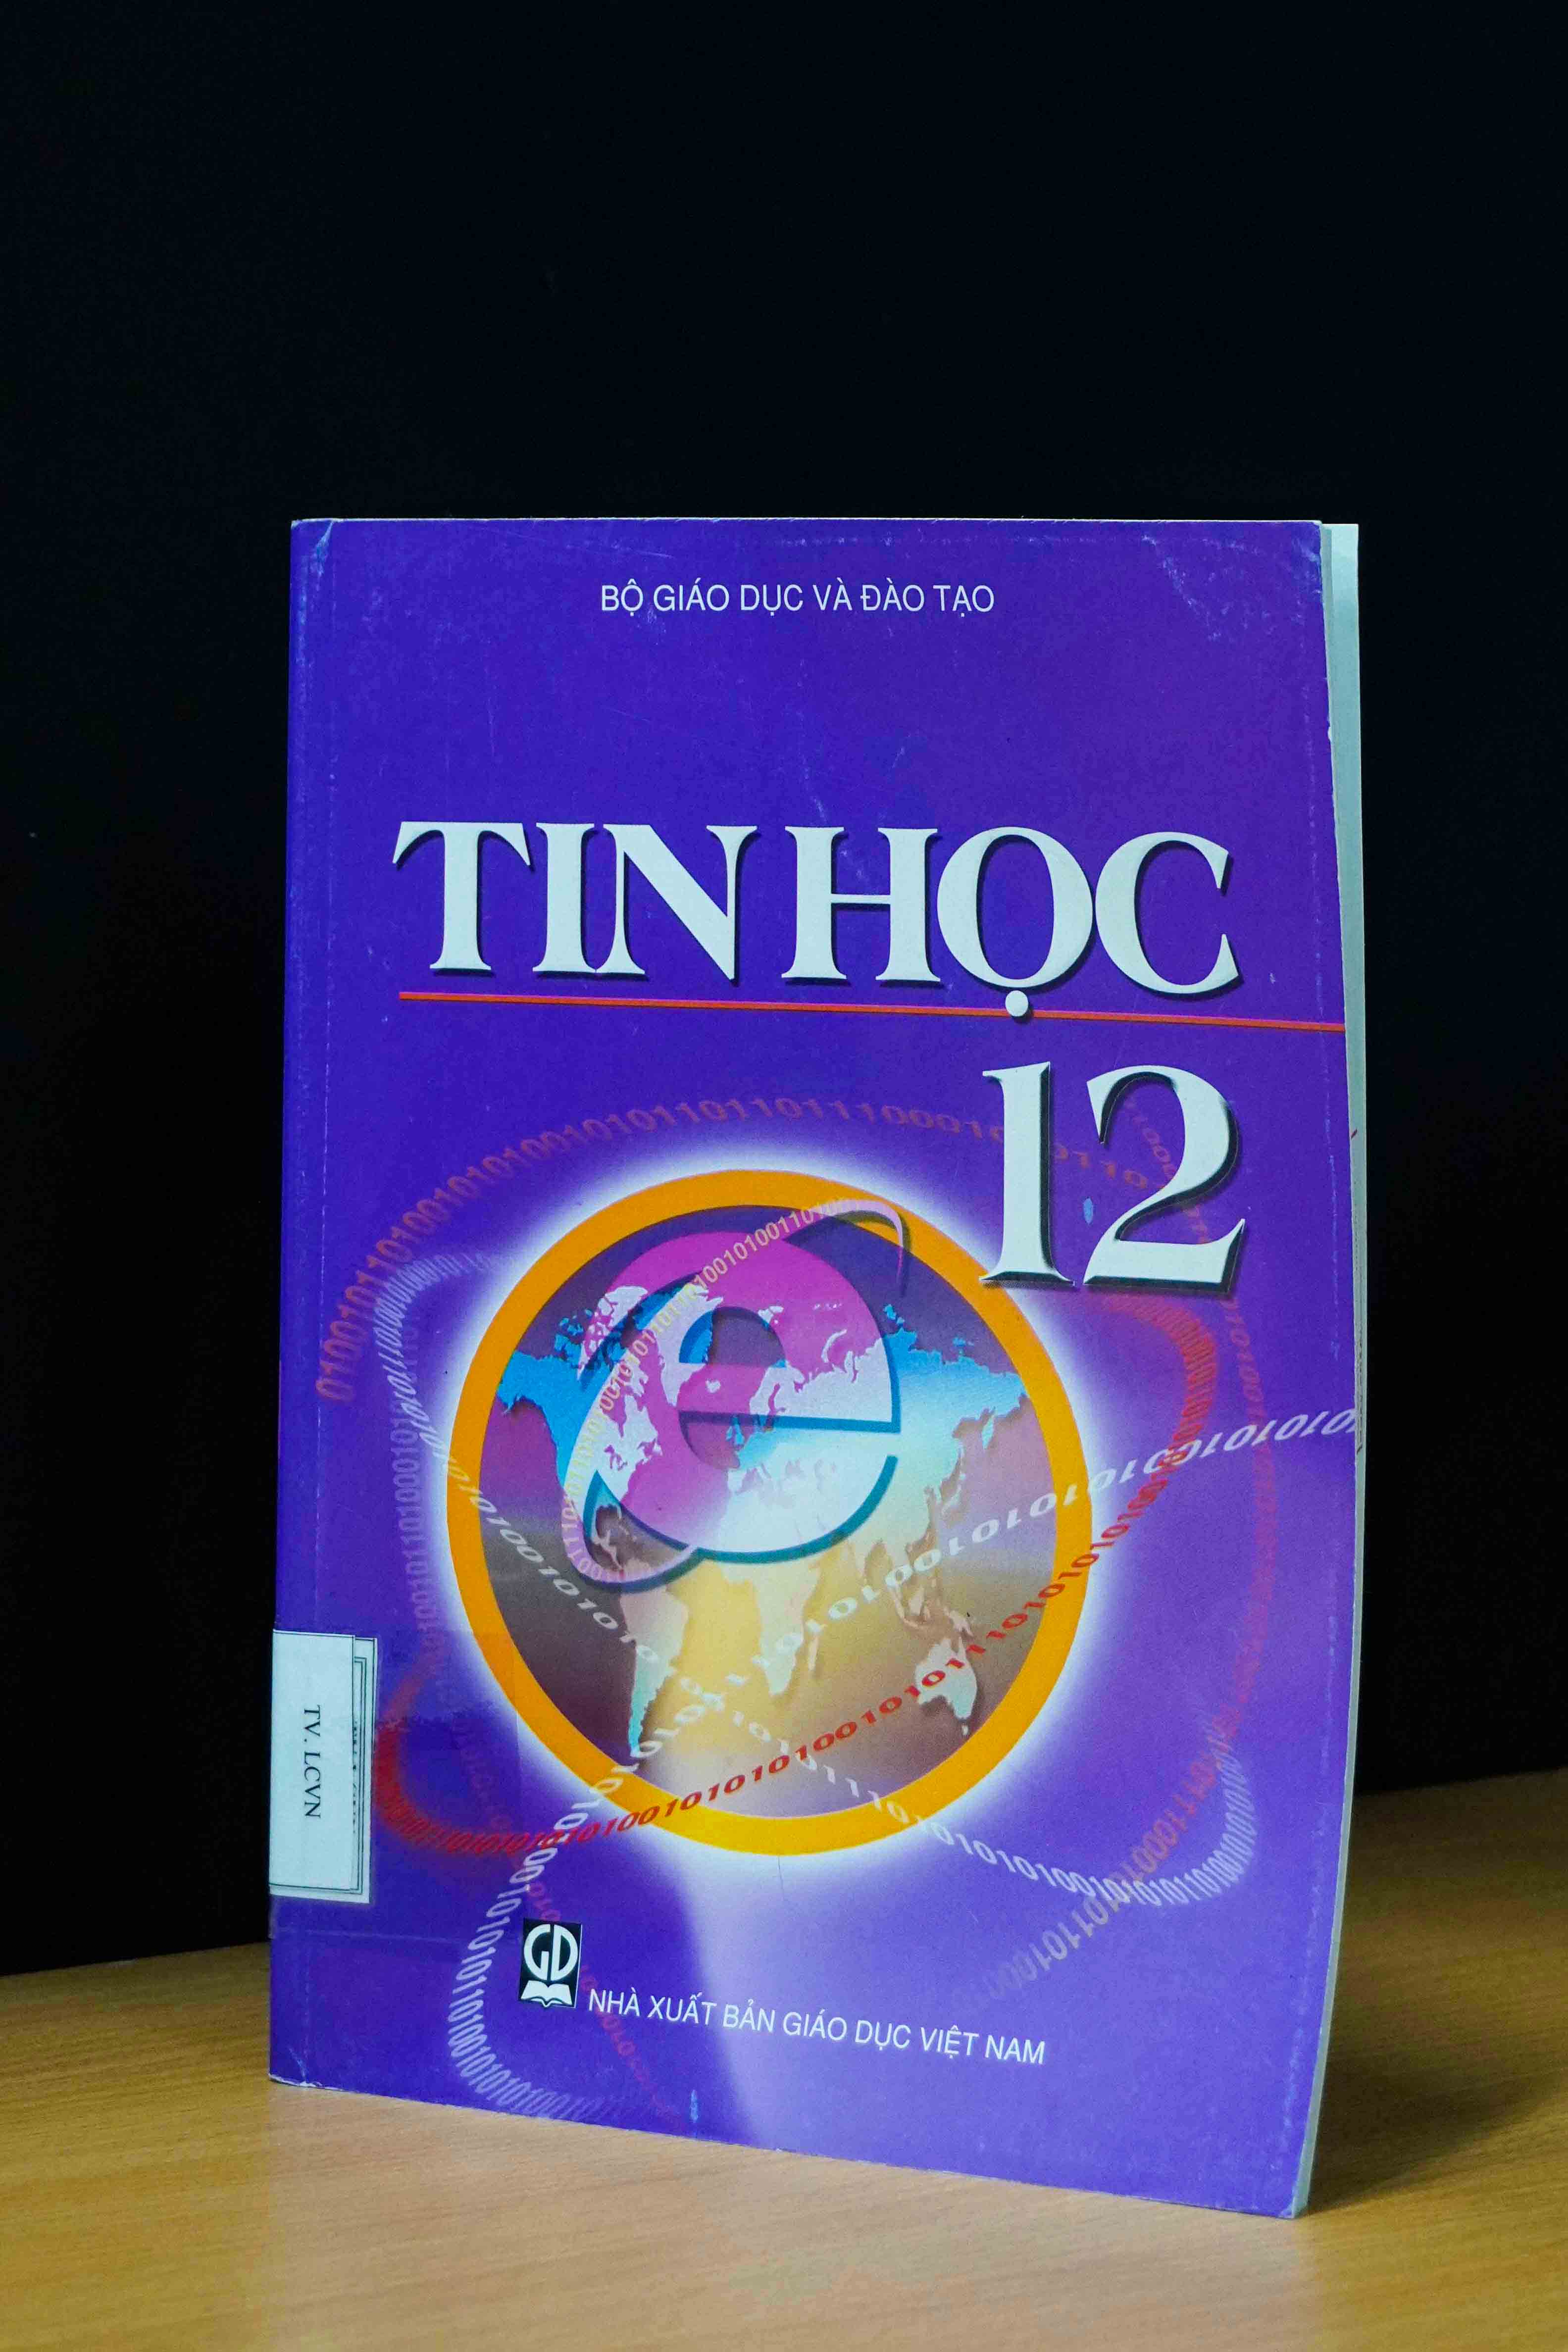 BỘ GIÁO DỤC VÀ ĐÀO TẠO
TIN HỌC
12
e
TV. LCVN
GD
NHÀ XUẤT BẢN GIÁO DỤC VIỆT NAM